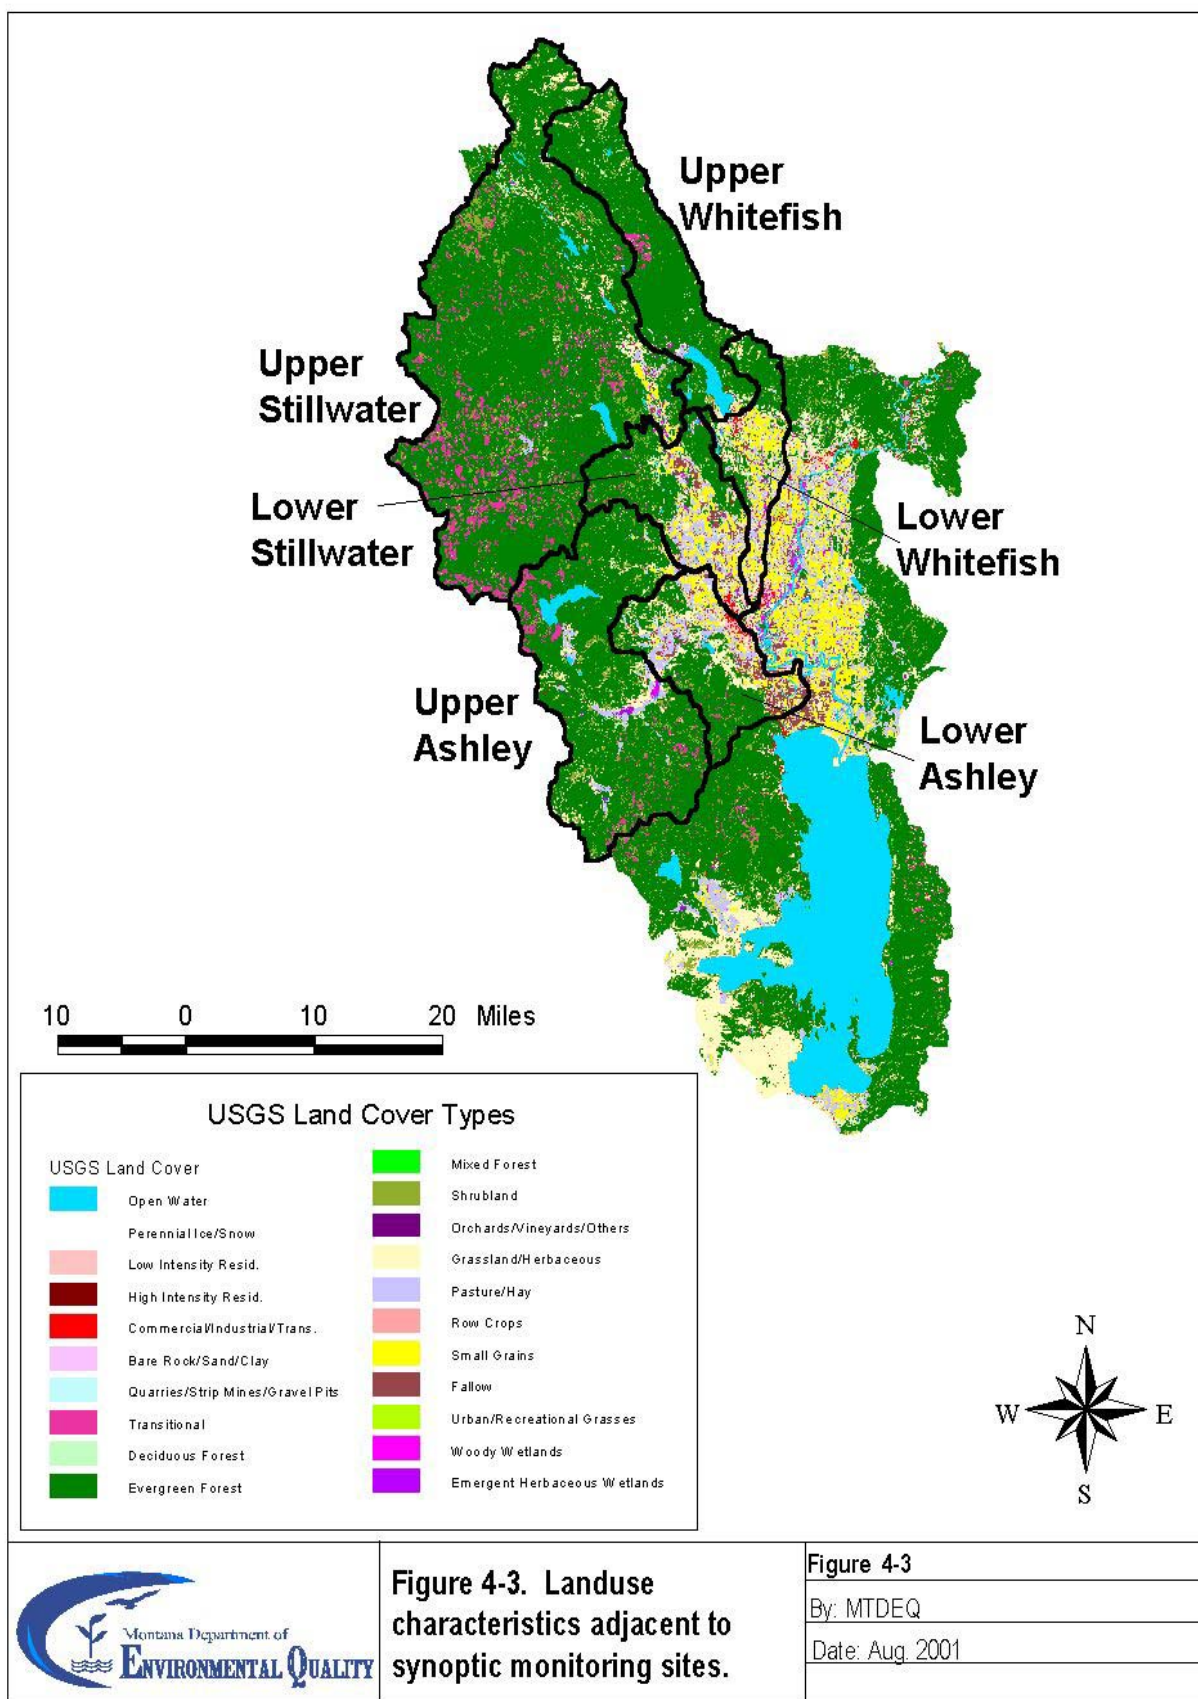 Upper
Whitefish
Upper
Stillwater
Lower
Stillwater
Lower
Whitefish
Upper
Ashley
Lower
Ashley
10 0 10 20 Miles
USGS Land Cover Types
USGS Land Cover
Open Water
Perennial Ice/Snow
Low Intensity Resid.
High Intensity Resid.
Commercial/Industrial/Trans.
Bare Rock/Sand/Clay
Quarries/Strip Mines/Gravel Pits
Transitional
Deciduous Forest
Evergreen Forest
Mixed Forest
Shrubland
Orchards/Vineyards/Others
Grassland/Herbaceous
Pasture/Hay
Row Crops
Small Grains
Fallow
Urban/Recreational Grasses
Woody Wetlands
Emergent Herbaceous Wetlands
N
W E
S
Montana Department of
ENVIRONMENTAL QUALITY
Figure 4-3. Landuse
characteristics adjacent to
synoptic monitoring sites.
Figure 4-3
By: MTDEQ
Date: Aug. 2001